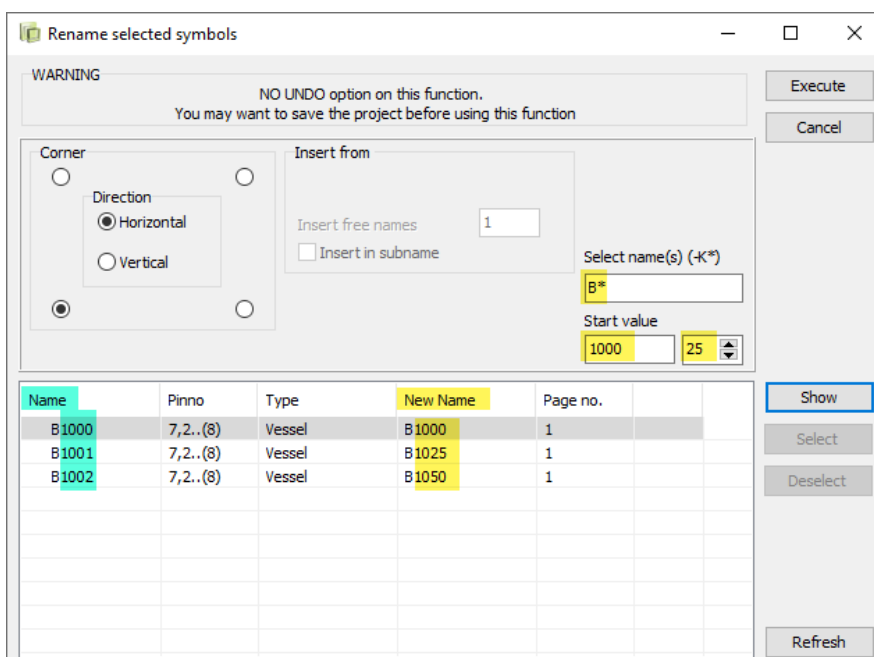 Rename selected symbols
WARNING
NO UNDO option on this function.
You may want to save the project before using this function
Execute
Cancel
Corner
Direction
Horizontal
Vertical
Insert from
Insert free names 1
Insert in subname
Select name(s) (-K*)
B*
Start value
1000 25
Name Pinno Type New Name Page no.
B1000 7,2..(8) Vessel B1000 1
B1001 7,2..(8) Vessel B1025 1
B1002 7,2..(8) Vessel B1050 1
Show
Select
Deselect
Refresh